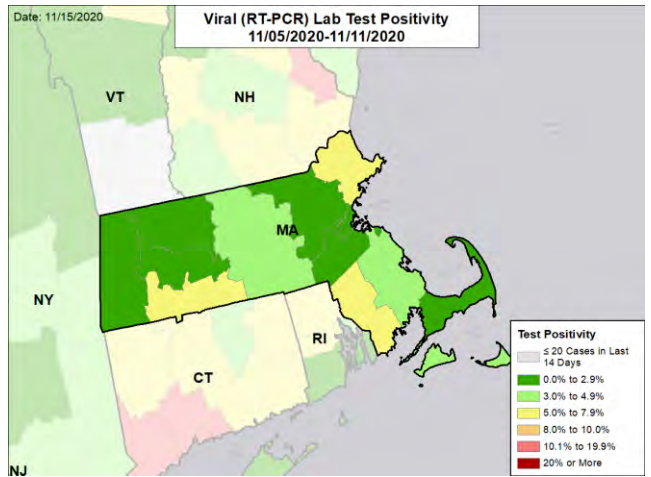 Date: 11/15/2020
Viral (RT-PCR) Lab Test Positivity
11/05/2020-11/11/2020
VT
NH
MA
NY
CT
RI
NJ
Test Positivity
≤ 20 Cases in Last
14 Days
0.0% to 2.9%
3.0% to 4.9%
5.0% to 7.9%
8.0% to 10.0%
10.1% to 19.9%
20% or More